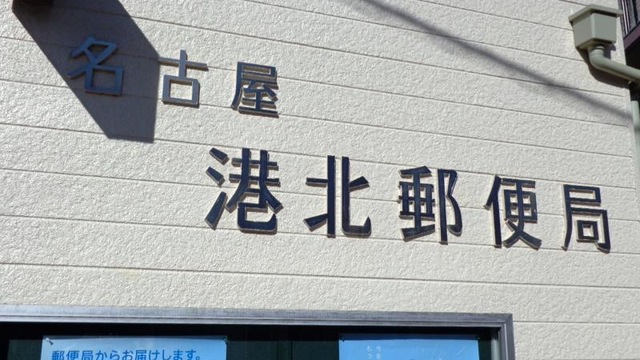 名古屋
港北郵便局
郵便局からお届けします。